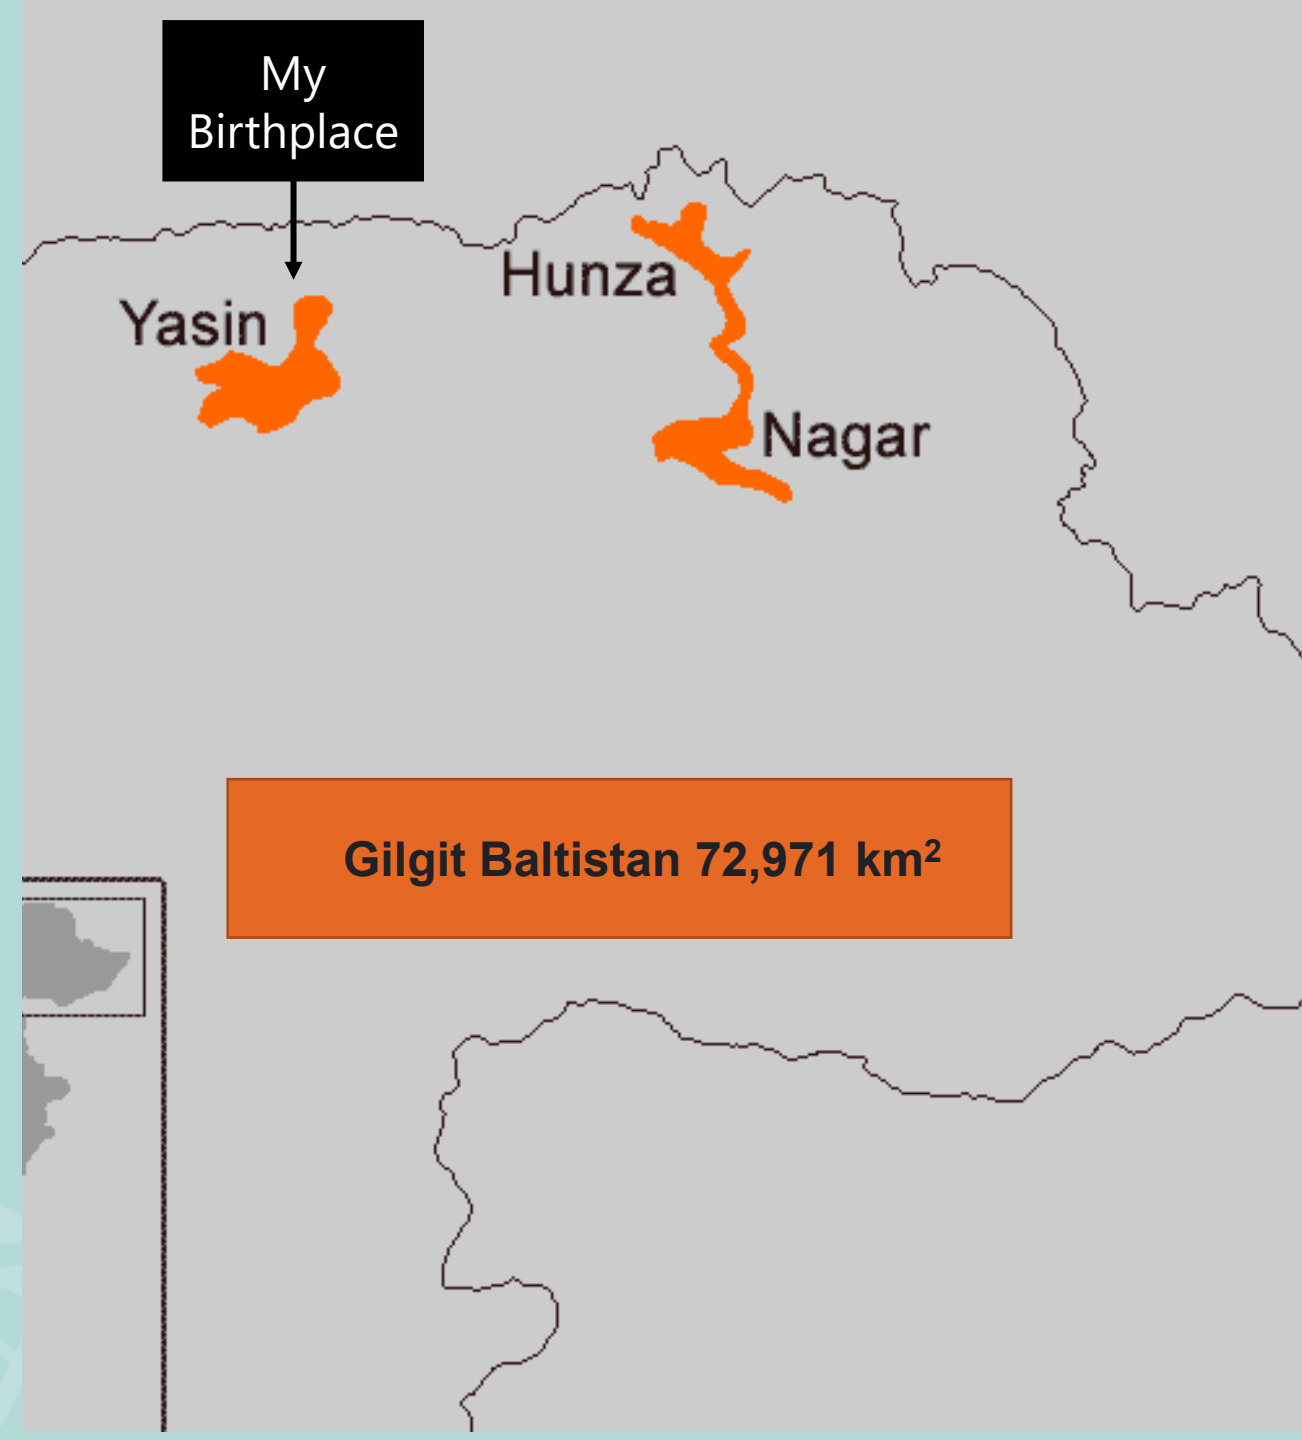 My
Birthplace
Hunza
Yasin
Nagar
Gilgit Baltistan 72,971 km²